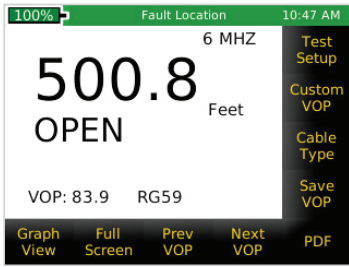 100% Fault Location 10:47 AM
6 MHZ
500.8 Feet
OPEN
VOP: 83.9 RG59
Test Setup
Custom VOP
Cable Type
Save VOP
Graph View Full Screen Prev VOP Next VOP PDF